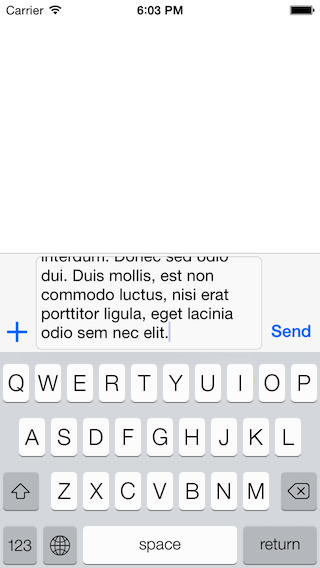 Carrier 6:03 PM
interdum. Donec sed odio
dui. Duis mollis, est non
commodo luctus, nisi erat
porttitor ligula, eget lacinia
odio sem nec elit.
Send
Q W E R T Y U I O P
A S D F G H J K L
Z X C V B N M
123 space return